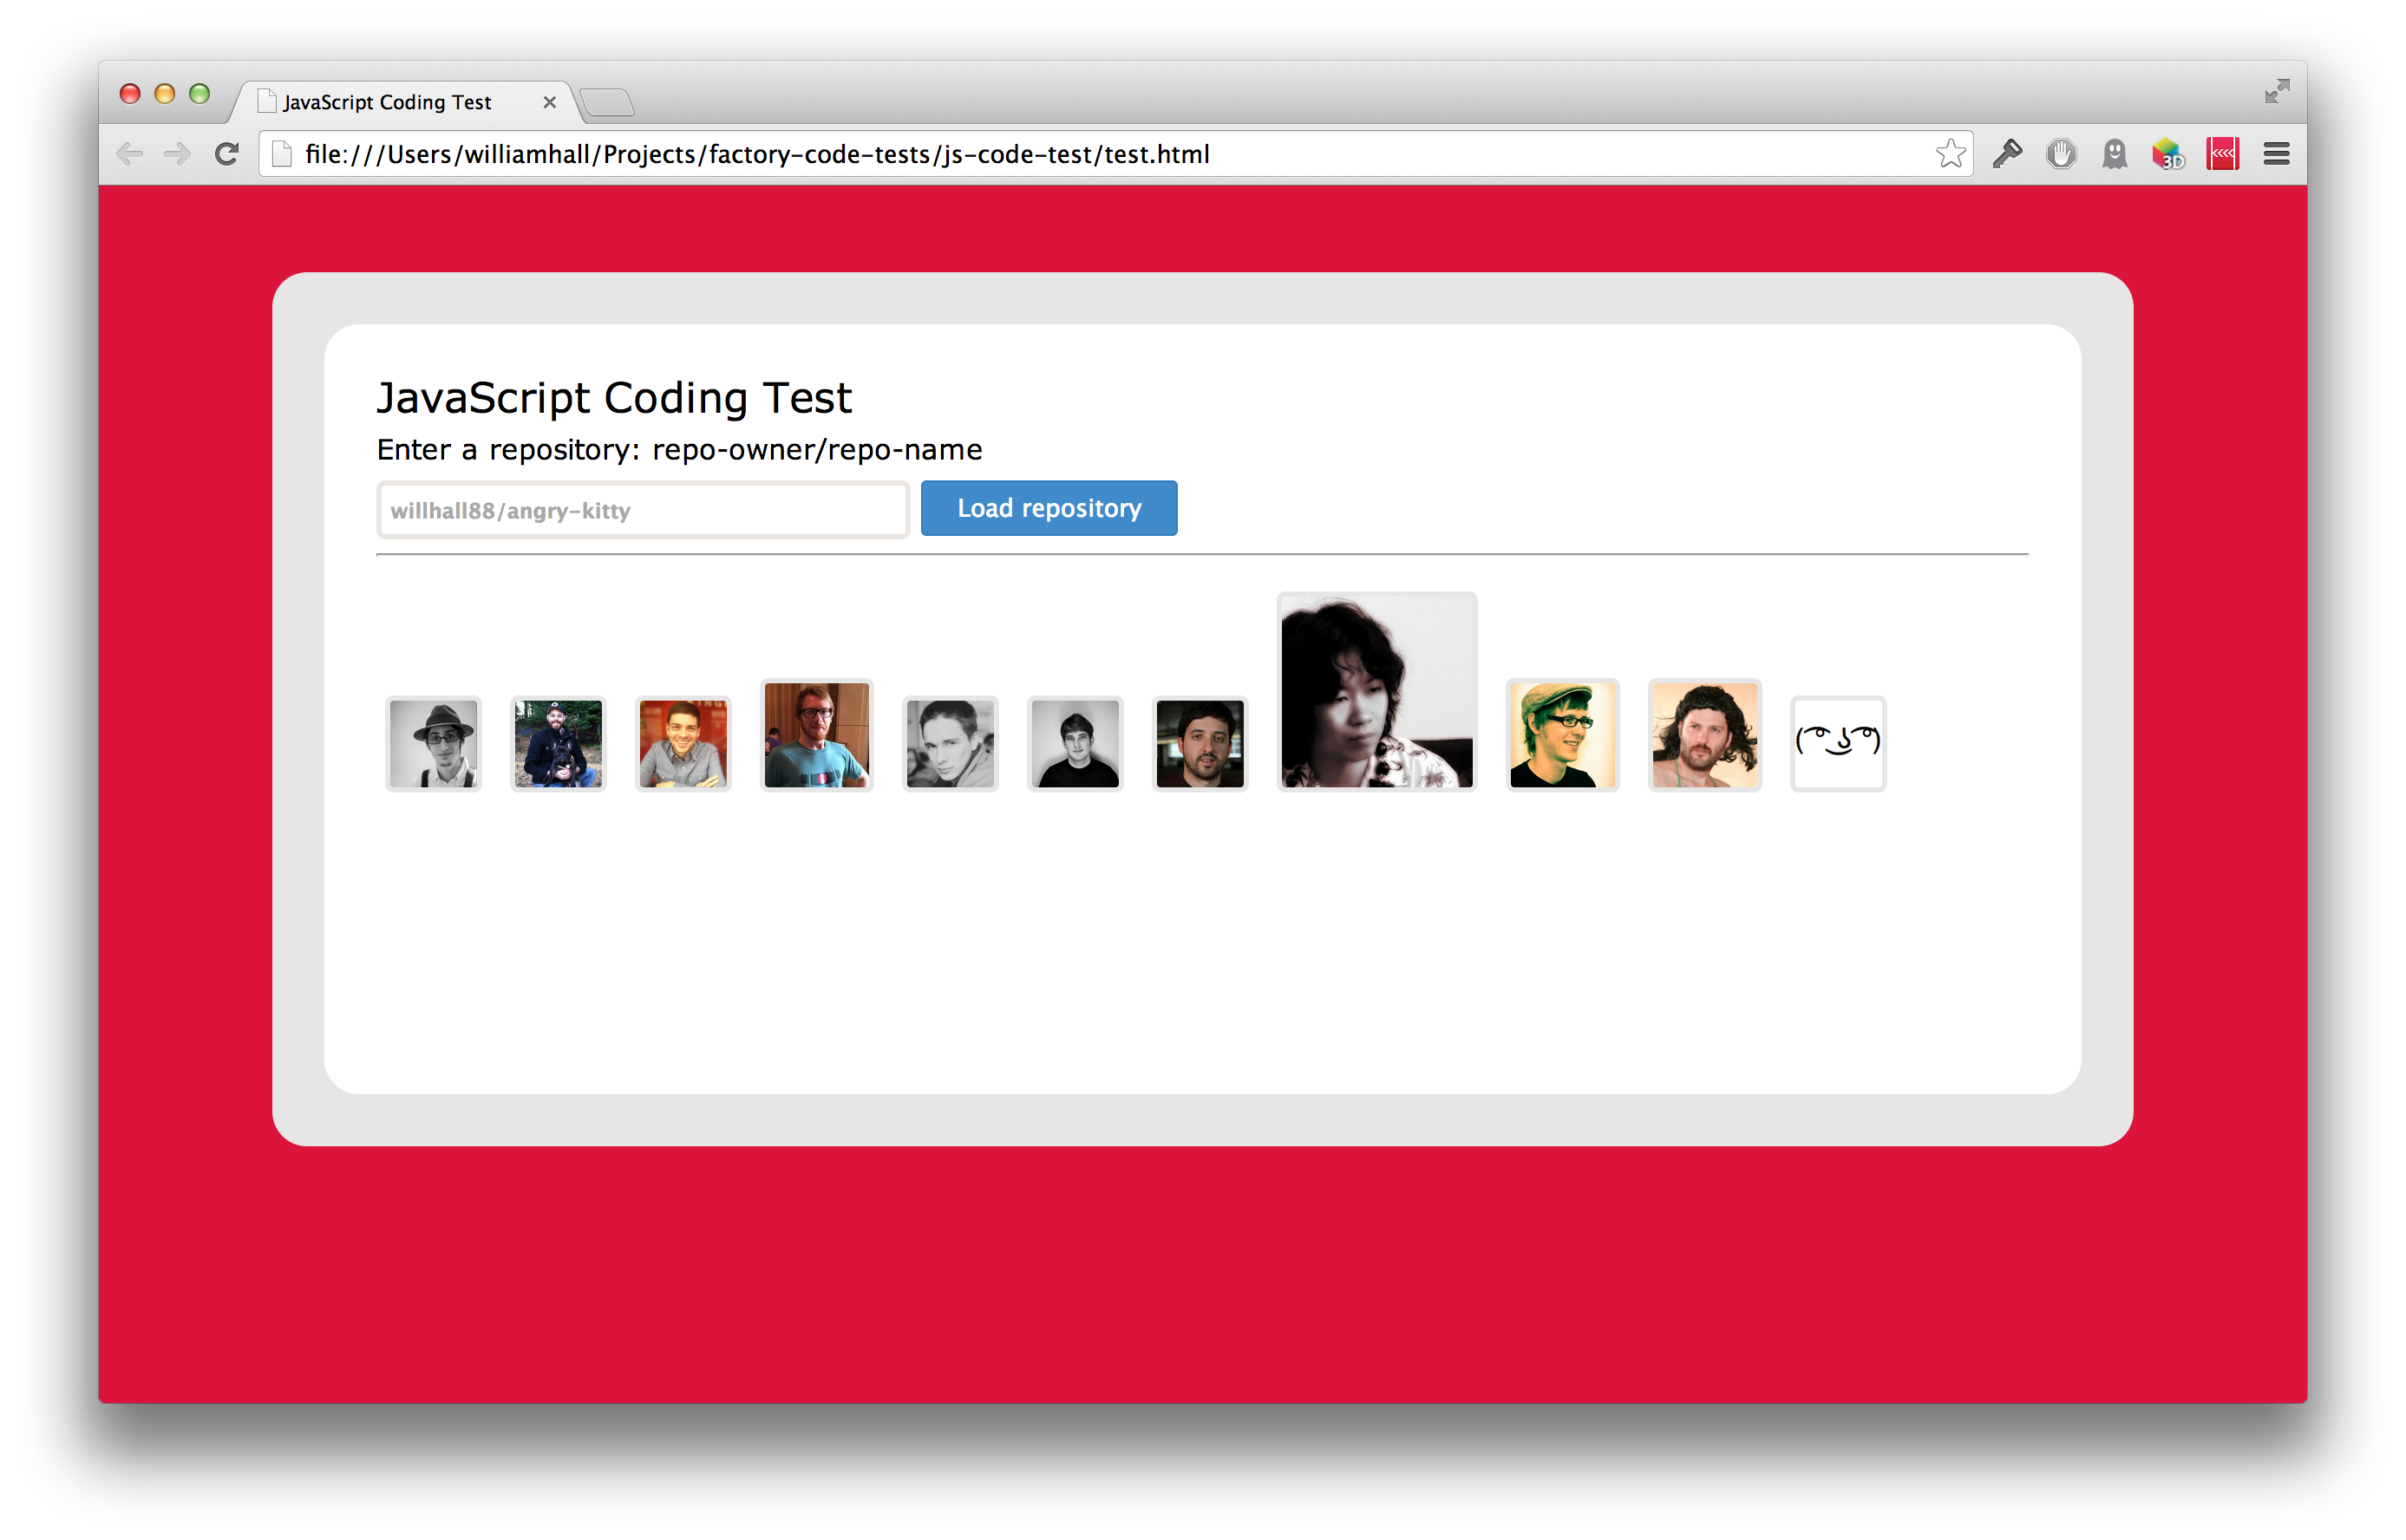 JavaScript Coding Test
file:///Users/williamhall/Projects/factory-code-tests/js-code-test/test.html
3D
JavaScript Coding Test
Enter a repository: repo-owner/repo-name
willhall88/angry-kitty
Load repository
( ͡° ͜ʖ ͡°)